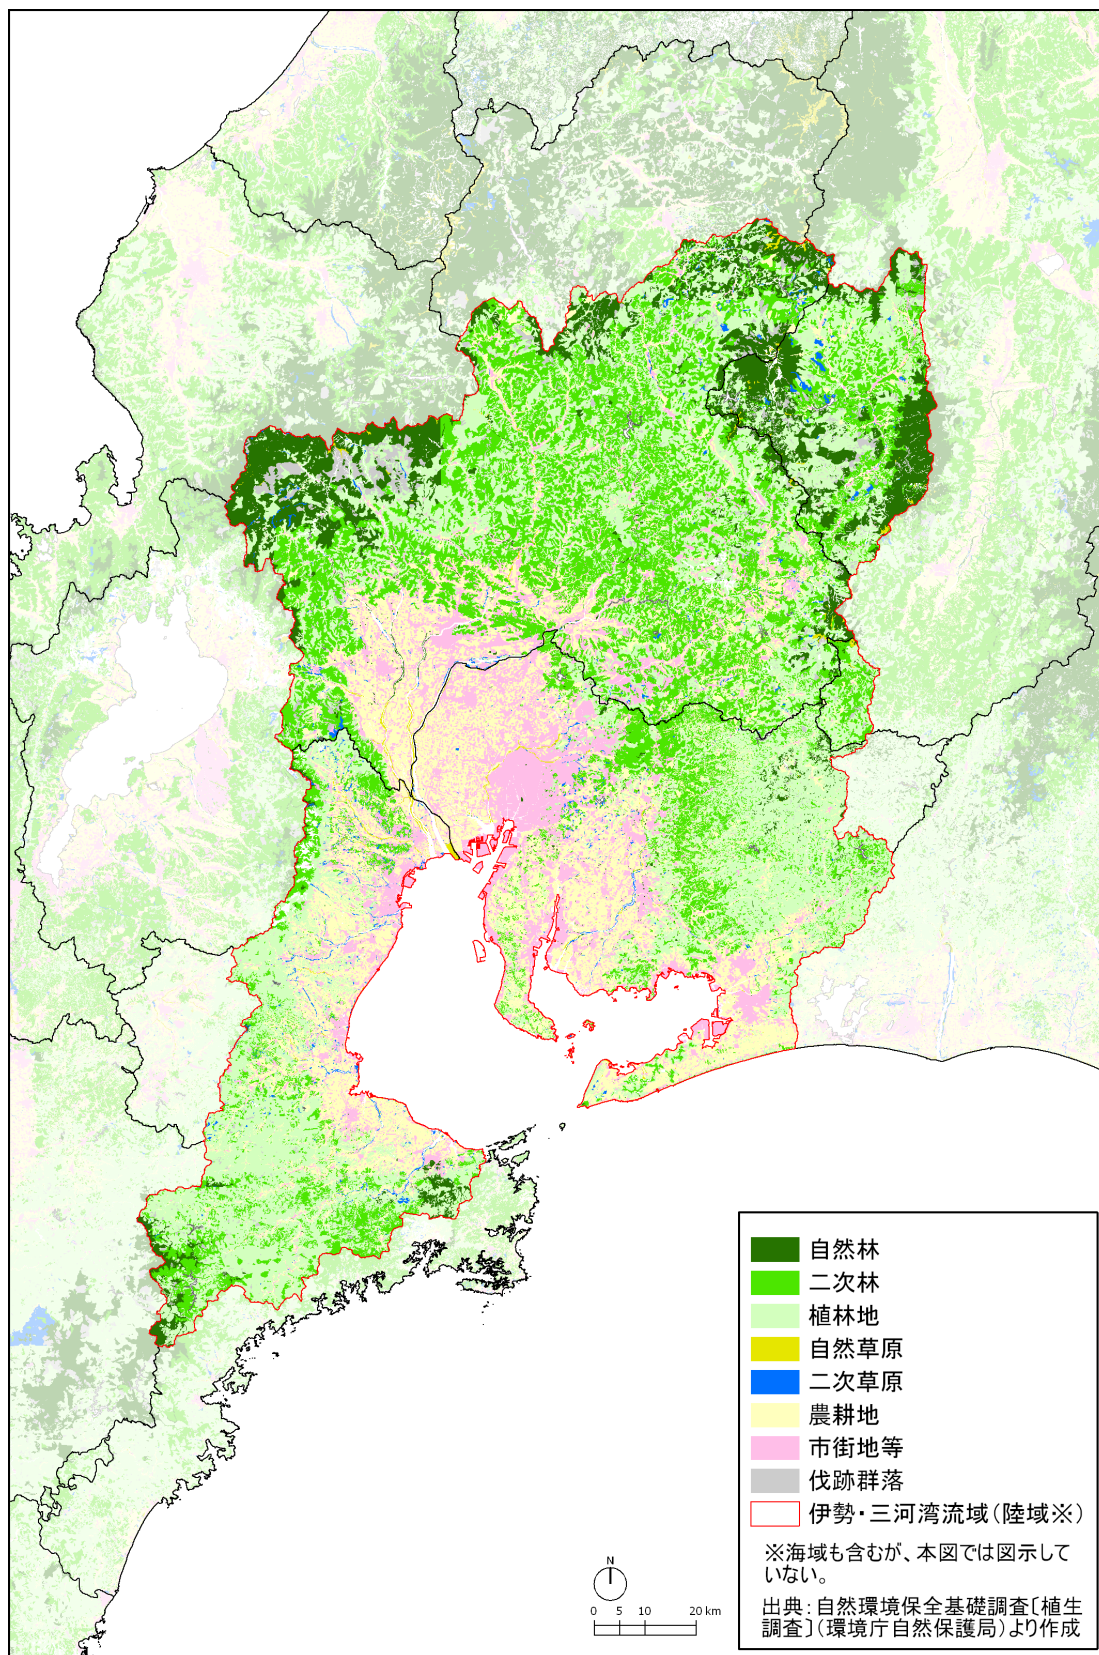 自然林
二次林
植林地
自然草原
二次草原
農耕地
市街地等
伐跡群落
伊勢・三河湾流域(陸域※)
※海域も含むが、本図では図示して
いない。
出典:自然環境保全基礎調査〔植生
調査〕(環境庁自然保護局)より作成
N
0 5 10 20 km